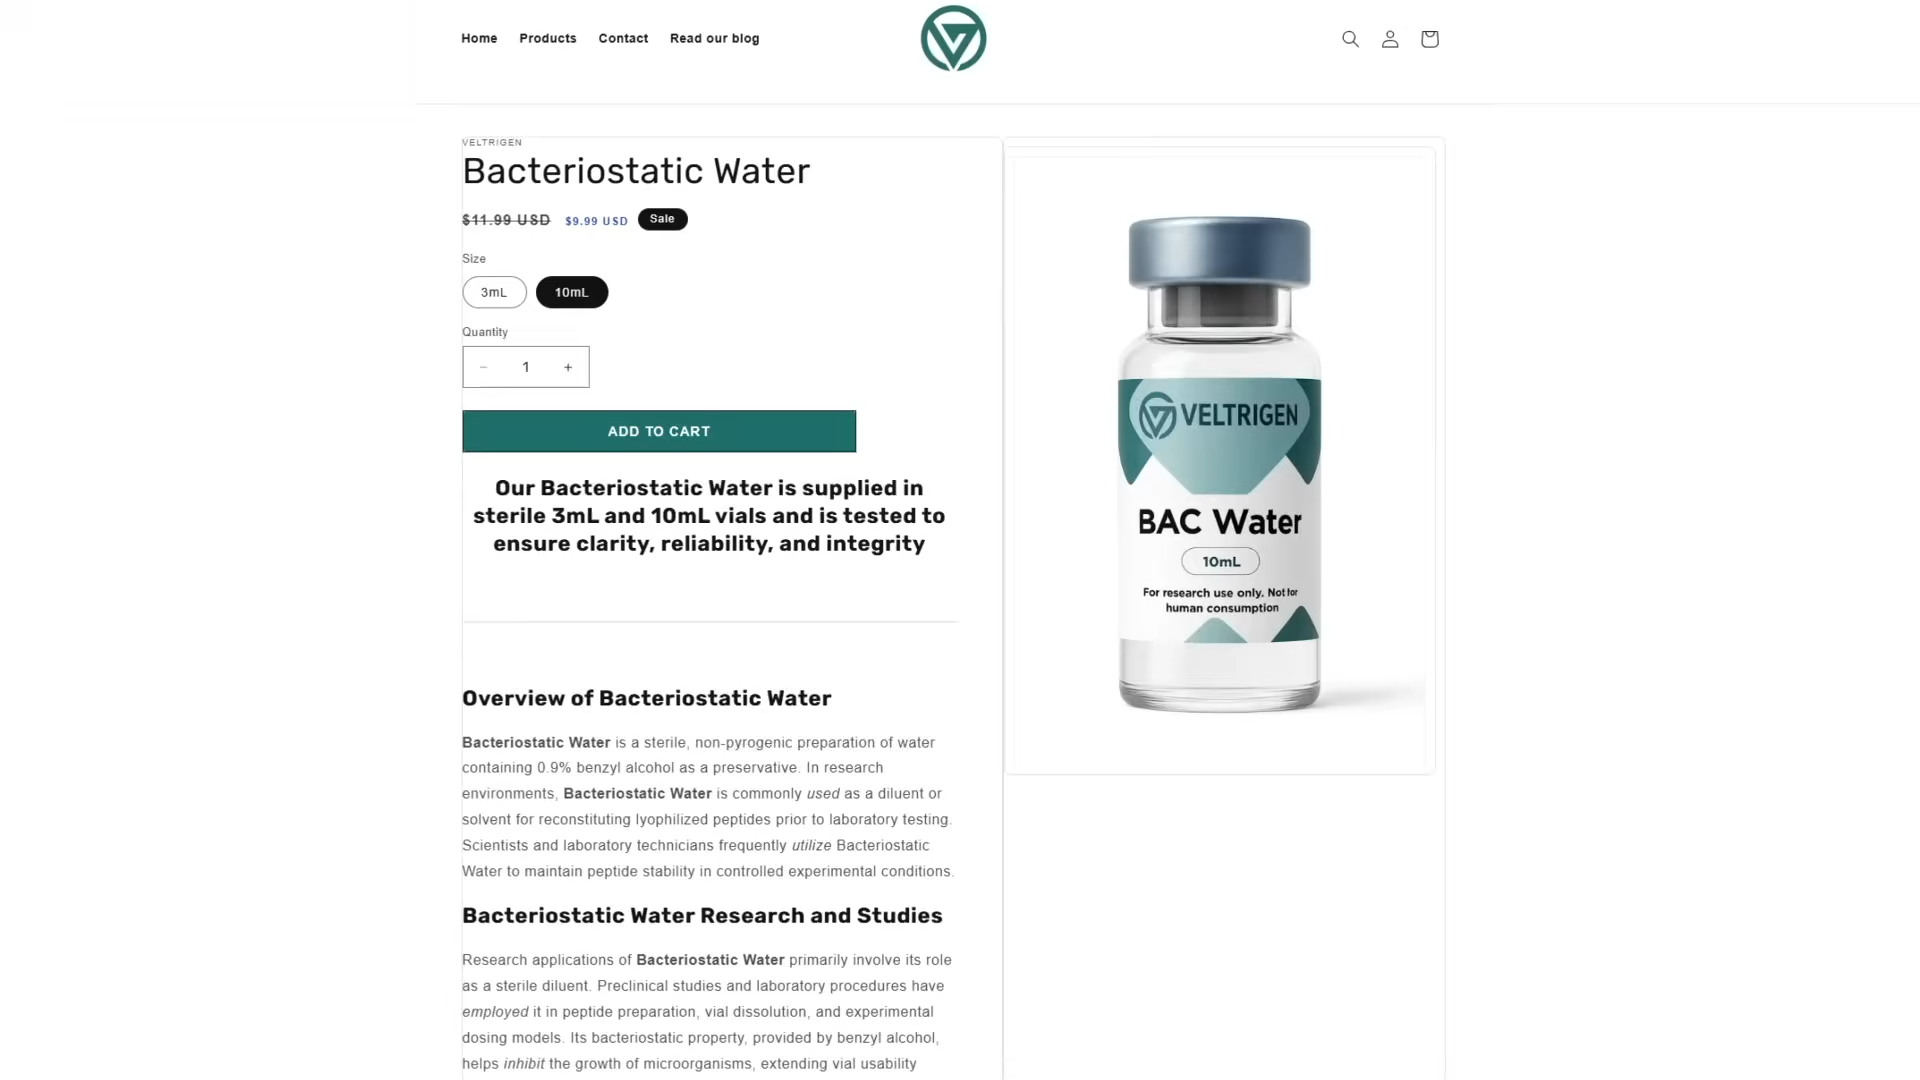 Home Products Contact Read our blog
VELTRIGEN
Bacteriostatic Water
$11.99 USD $9.99 USD Sale
Size
3mL 10mL
Quantity
− 1 +
ADD TO CART
Our Bacteriostatic Water is supplied in
sterile 3mL and 10mL vials and is tested to
ensure clarity, reliability, and integrity
Overview of Bacteriostatic Water
Bacteriostatic Water is a sterile, non-pyrogenic preparation of water
containing 0.9% benzyl alcohol as a preservative. In research
environments, Bacteriostatic Water is commonly used as a diluent or
solvent for reconstituting lyophilized peptides prior to laboratory testing.
Scientists and laboratory technicians frequently utilize Bacteriostatic
Water to maintain peptide stability in controlled experimental conditions.
Bacteriostatic Water Research and Studies
Research applications of Bacteriostatic Water primarily involve its role
as a sterile diluent. Preclinical studies and laboratory procedures have
employed it in peptide preparation, vial dissolution, and experimental
dosing models. Its bacteriostatic property, provided by benzyl alcohol,
helps inhibit the growth of microorganisms, extending vial usability
VELTRIGEN
BAC Water
10mL
For research use only. Not for
human consumption